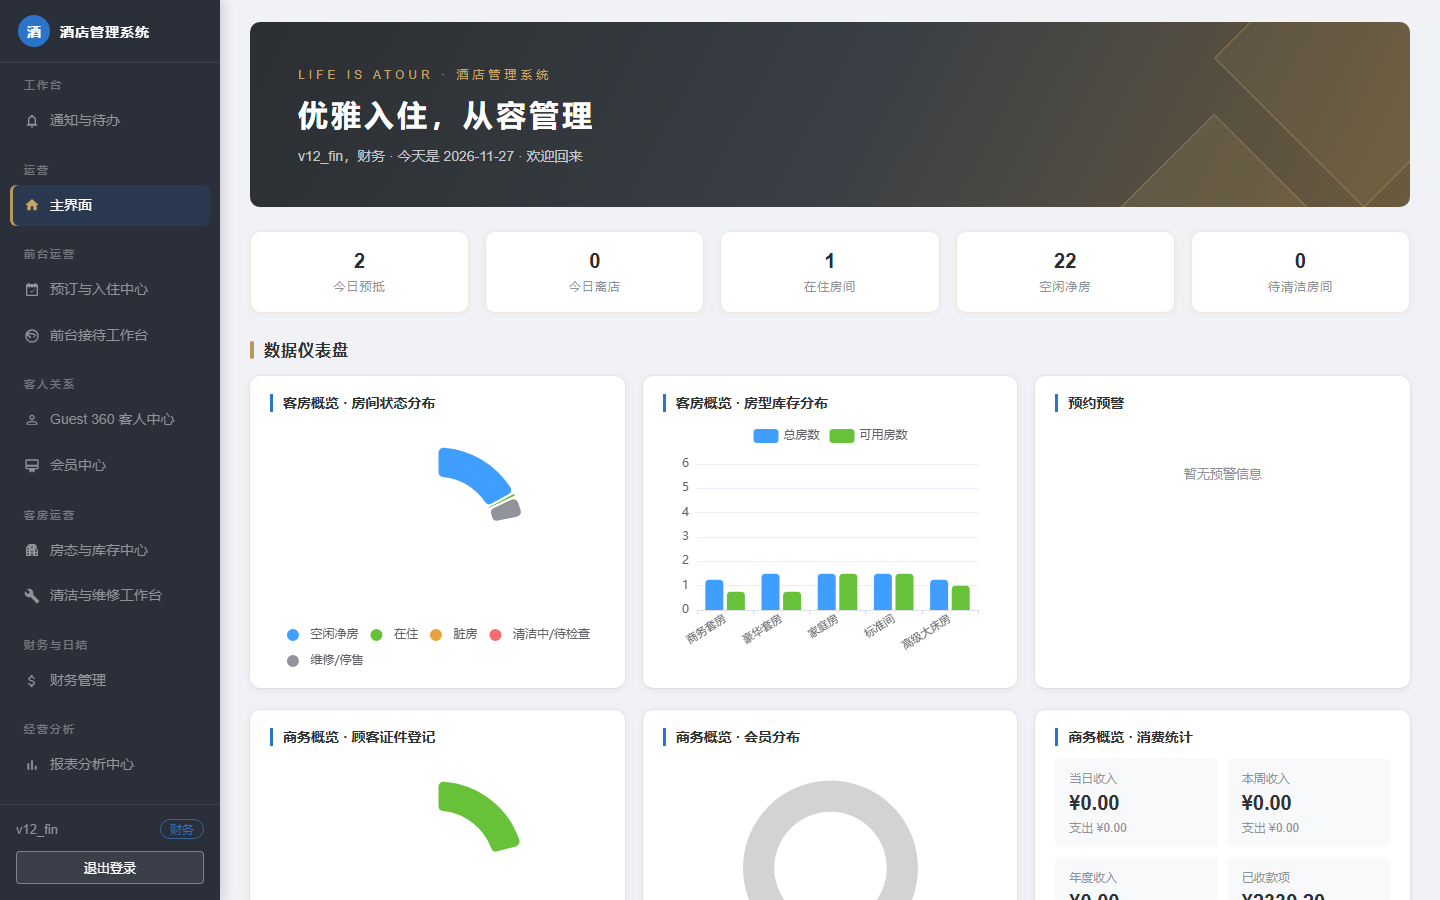 酒 酒店管理系统
工作台
通知与待办
运营
主界面
前台运营
预订与入住中心
前台接待工作台
客人关系
Guest 360 客人中心
会员中心
客房运营
房态与库存中心
清洁与维修工作台
财务与日结
财务管理
经营分析
报表分析中心
v12_fin 财务
退出登录
LIFE IS ATOUR · 酒店管理系统
优雅入住，从容管理
v12_fin，财务 · 今天是 2026-11-27 · 欢迎回来
2
今日预抵
0
今日离店
1
在住房间
22
空闲净房
0
待清洁房间
数据仪表盘
客房概览 · 房间状态分布
空闲净房 在住 脏房 清洁中/待检查
维修/停售
客房概览 · 房型库存分布
总房数 可用房数
6
5
4
3
2
1
0
商务套房 豪华套房 家庭房 标准间 高级大床房
预约预警
暂无预警信息
商务概览 · 顾客证件登记
商务概览 · 会员分布
商务概览 · 消费统计
当日收入
¥0.00
支出 ¥0.00
本周收入
¥0.00
支出 ¥0.00
年度收入
¥0.00
已收款项
¥2339.20